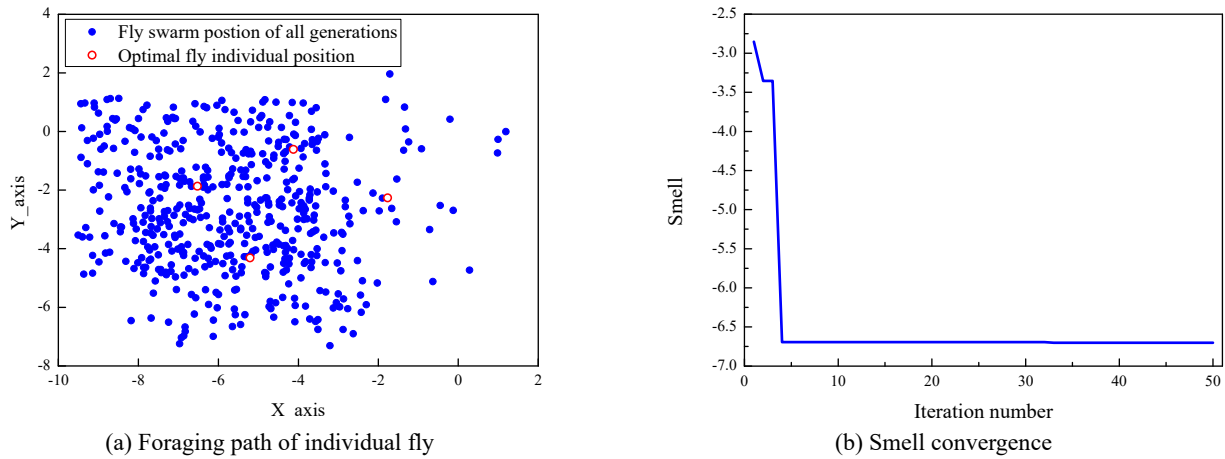 4
2
0
-2
-4
-6
-8
Y_axis
Fly swarm postion of all generations
Optimal fly individual position
-10 -8 -6 -4 -2 0 2
X_axis
(a) Foraging path of individual fly
-2.5
-3.0
-3.5
-4.0
-4.5
-5.0
-5.5
-6.0
-6.5
-7.0
Smell
0 10 20 30 40 50
Iteration number
(b) Smell convergence